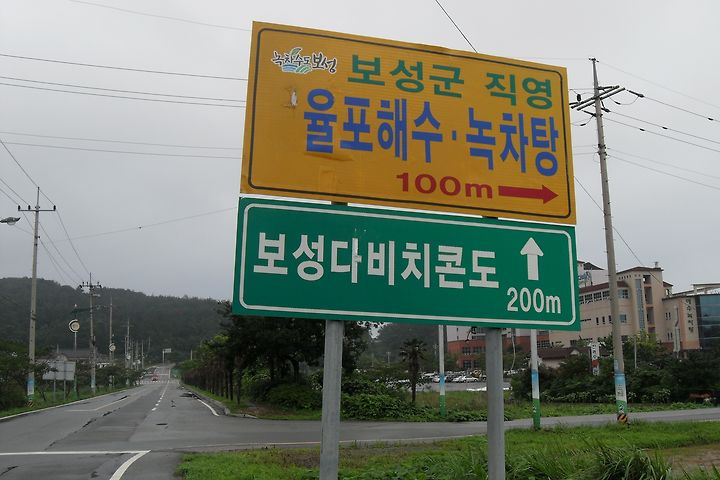 녹차수도보성
보성군 직영
율포해수·녹차탕
100m →
보성다비치콘도 ↑
200m